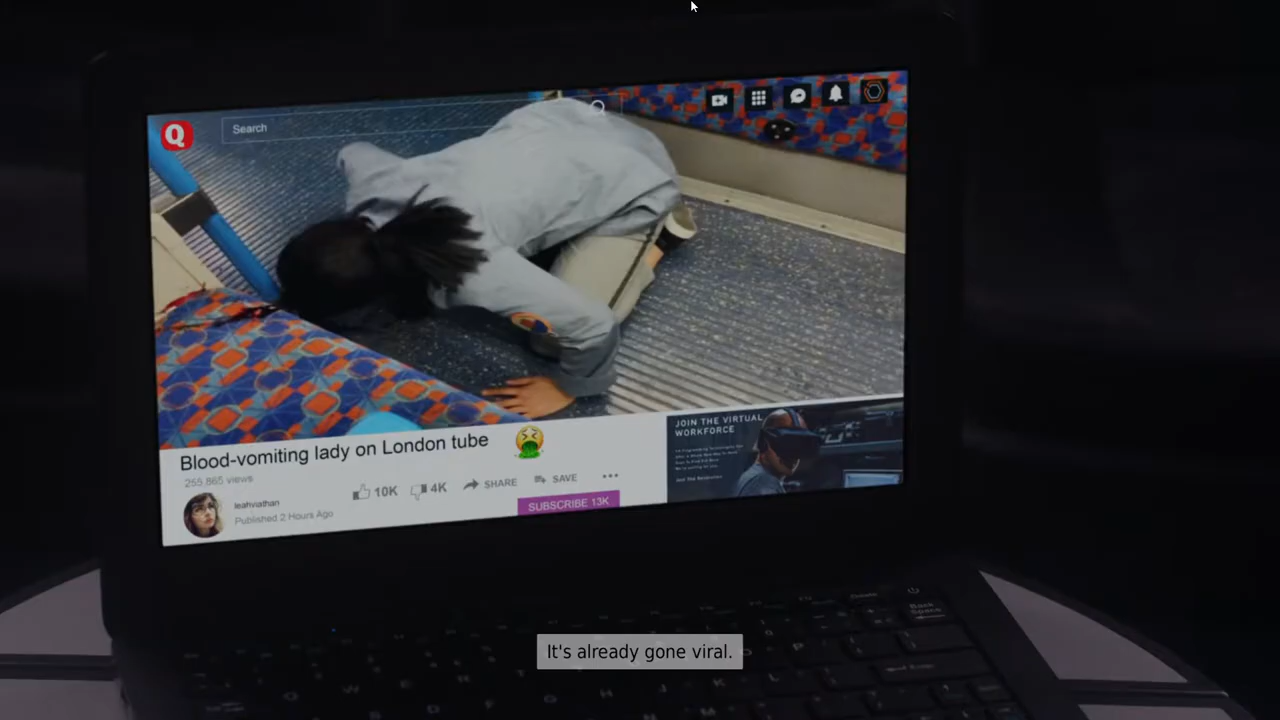 Q
Search
Blood-vomiting lady on London tube
255,865 views
10K
4K
SHARE
SAVE
leahviathan
Published 2 Hours Ago
SUBSCRIBE 13K
JOIN THE VIRTUAL
WORKFORCE
It's already gone viral.